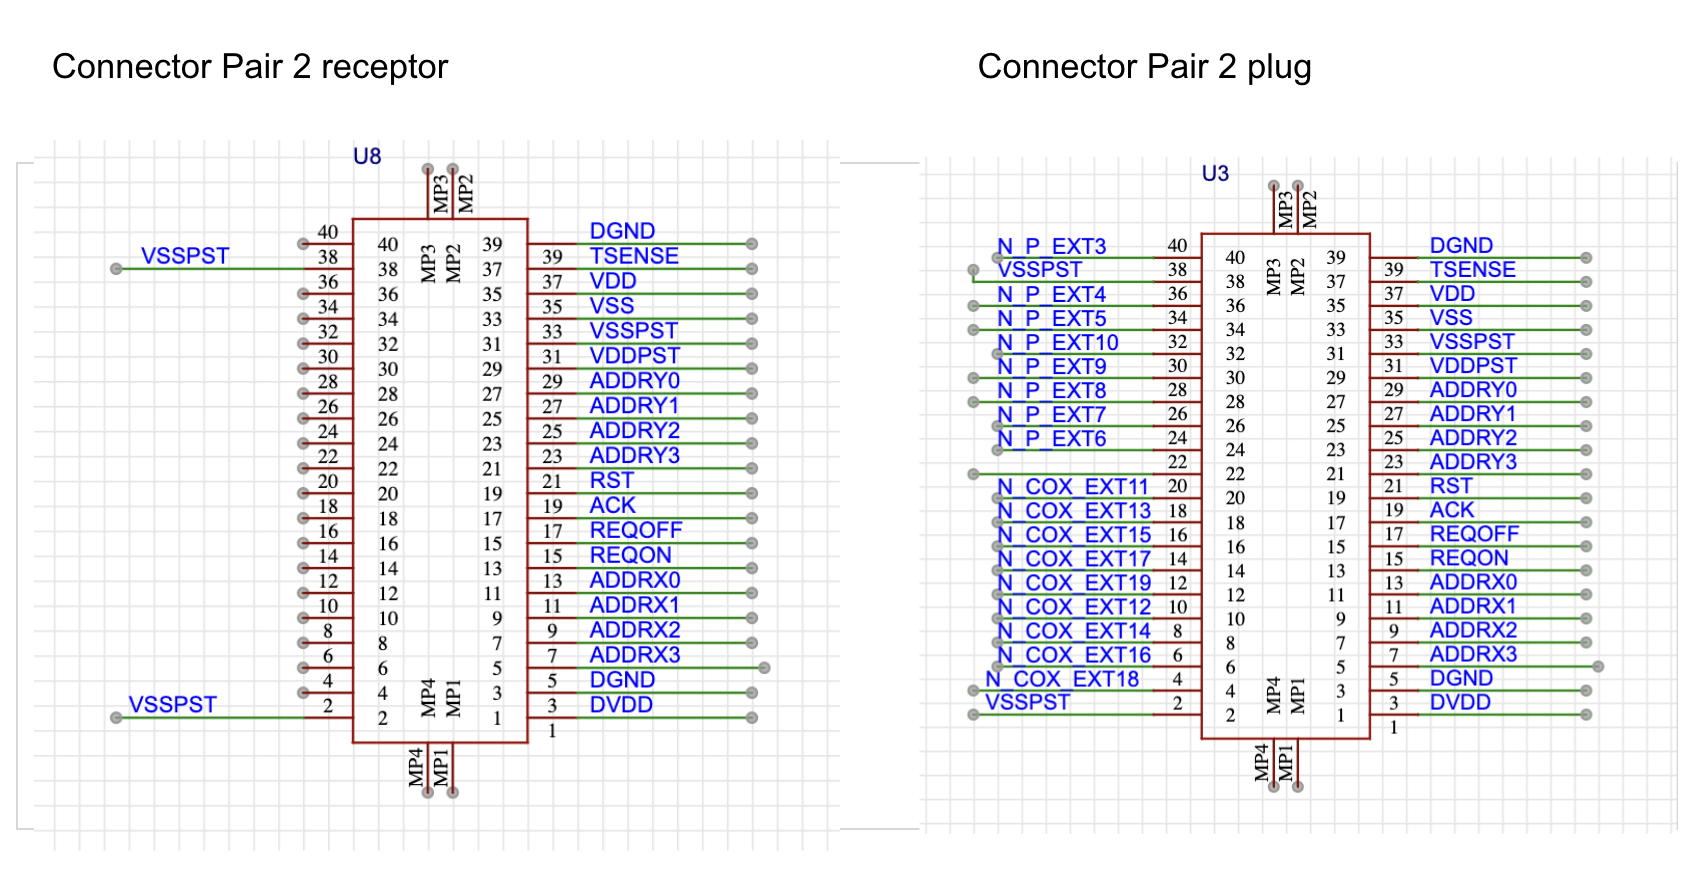 Connector Pair 2 receptor
U8
MP3 MP2
40 40 MP3 MP2 39 DGND
VSSPST 38 38 37 39 TSENSE
36 36 35 37 VDD
34 34 33 35 VSS
32 32 31 33 VSSPST
30 30 29 31 VDDPST
28 28 27 29 ADDRY0
26 26 25 27 ADDRY1
24 24 23 25 ADDRY2
22 22 21 23 ADDRY3
20 20 19 21 RST
18 18 17 19 ACK
16 16 15 17 REQOFF
14 14 13 15 REQON
12 12 11 13 ADDRX0
10 10 9 11 ADDRX1
8 8 7 9 ADDRX2
6 6 5 7 ADDRX3
4 4 MP4 MP1 3 5 DGND
VSSPST 2 2 1 3 DVDD
1
MP4 MP1
Connector Pair 2 plug
U3
MP3 MP2
N_P_EXT3 40 40 MP3 MP2 39 DGND
VSSPST 38 38 37 39 TSENSE
N_P_EXT4 36 36 35 37 VDD
N_P_EXT5 34 34 33 35 VSS
N_P_EXT10 32 32 31 33 VSSPST
N_P_EXT9 30 30 29 31 VDDPST
N_P_EXT8 28 28 27 29 ADDRY0
N_P_EXT7 26 26 25 27 ADDRY1
N_P_EXT6 24 24 23 25 ADDRY2
22 22 21 23 ADDRY3
N_COX_EXT11 20 20 19 21 RST
N_COX_EXT13 18 18 17 19 ACK
N_COX_EXT15 16 16 15 17 REQOFF
N_COX_EXT17 14 14 13 15 REQON
N_COX_EXT19 12 12 11 13 ADDRX0
N_COX_EXT12 10 10 9 11 ADDRX1
N_COX_EXT14 8 8 7 9 ADDRX2
N_COX_EXT16 6 6 5 7 ADDRX3
N_COX_EXT18 4 4 MP4 MP1 3 5 DGND
VSSPST 2 2 1 3 DVDD
1
MP4 MP1